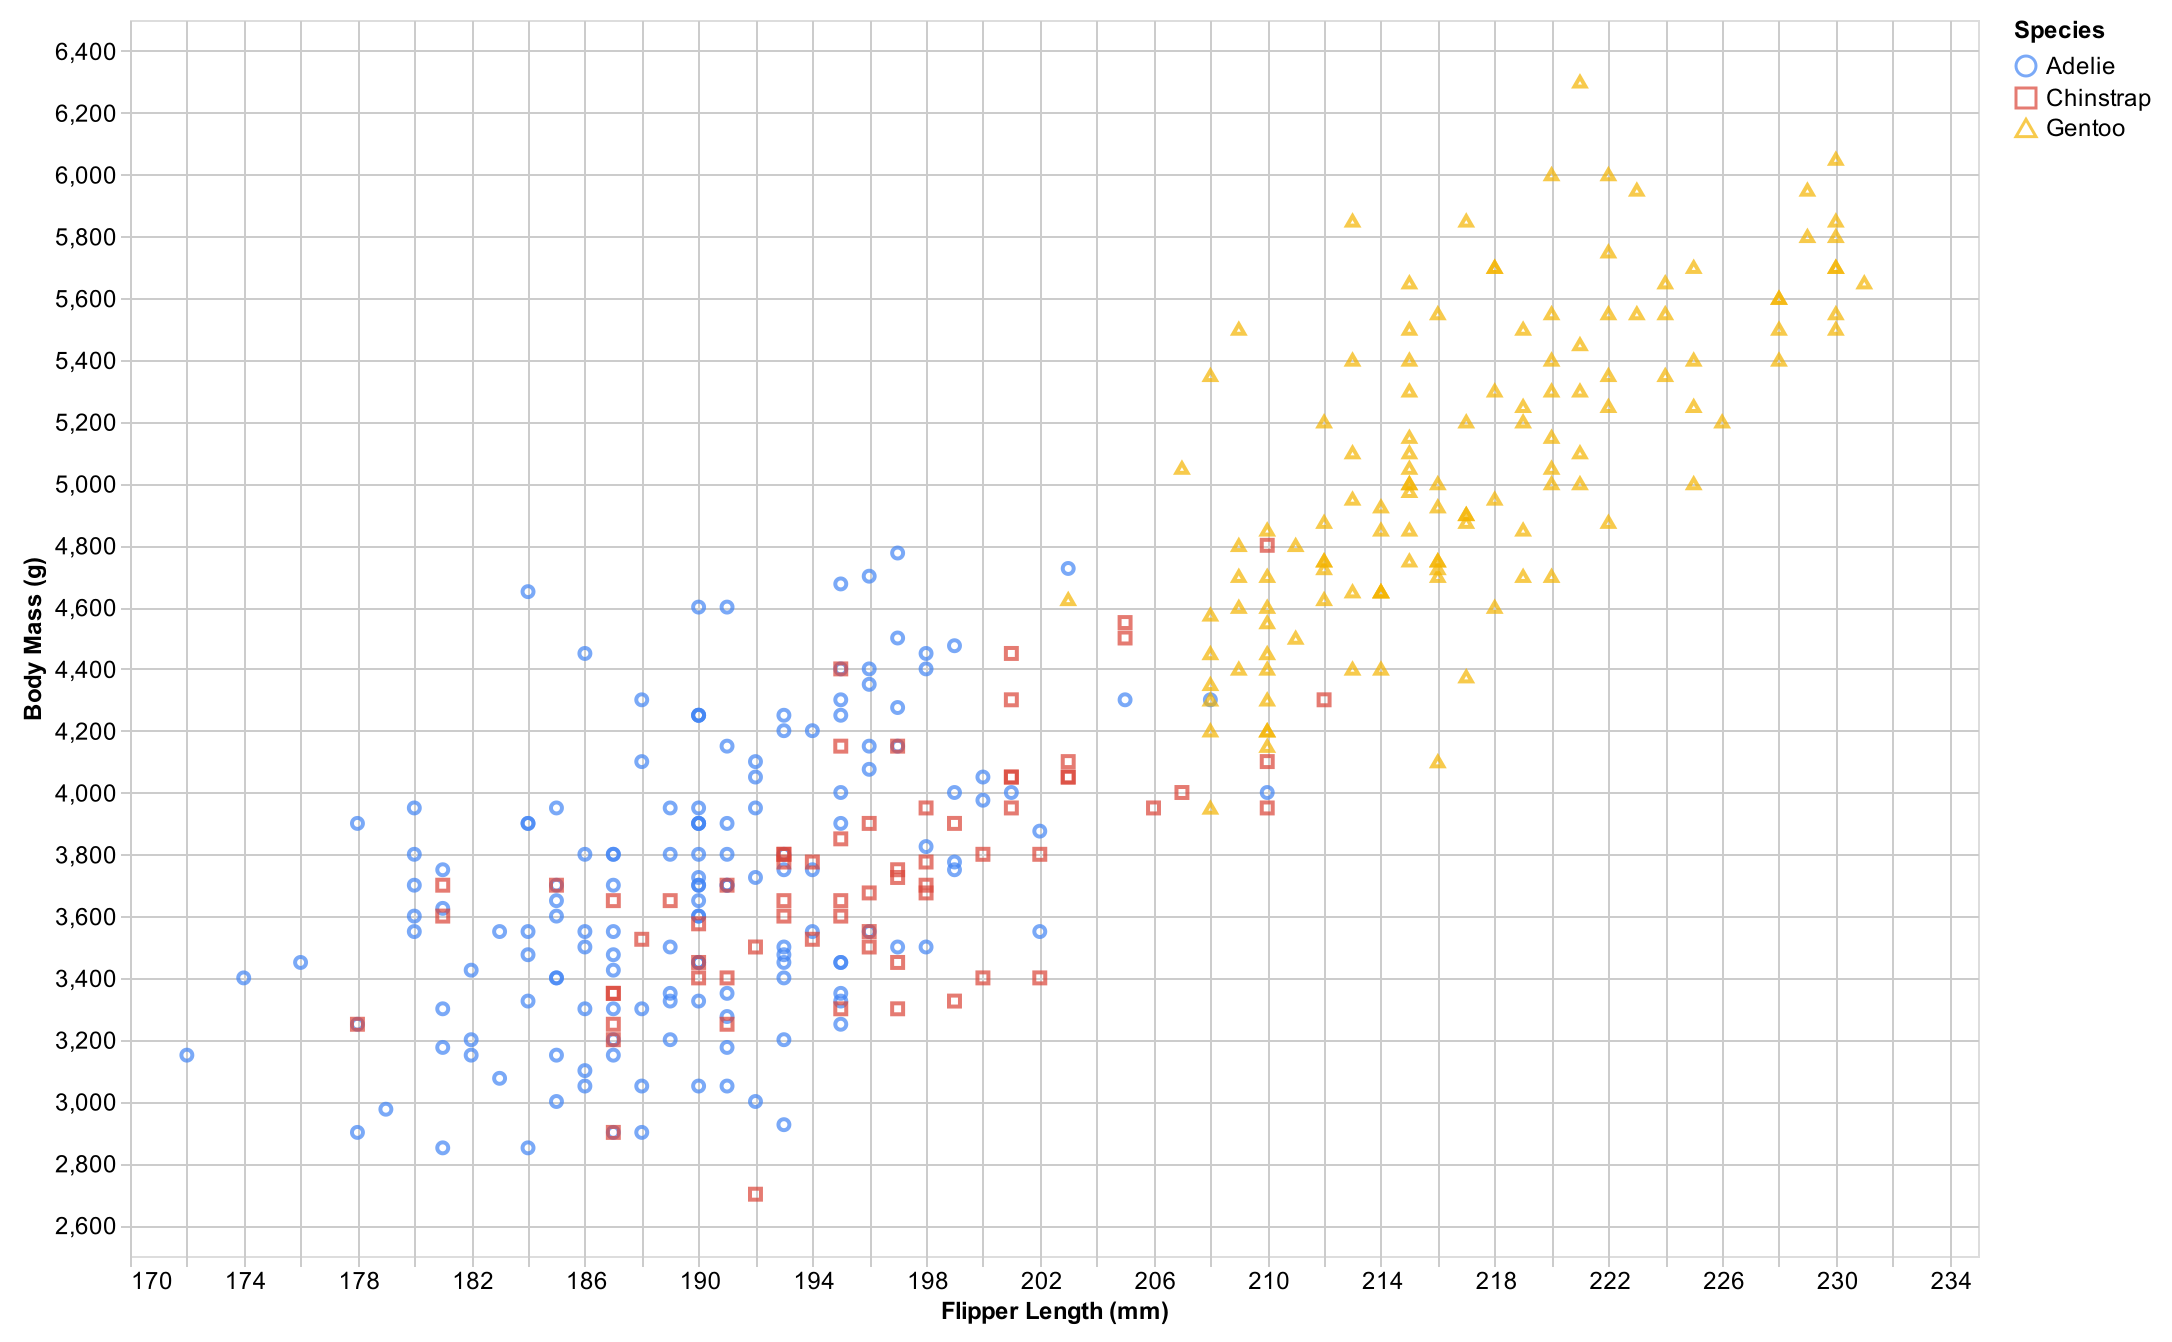 Species
Adelie
Chinstrap
Gentoo
Body Mass (g)
6,400
6,200
6,000
5,800
5,600
5,400
5,200
5,000
4,800
4,600
4,400
4,200
4,000
3,800
3,600
3,400
3,200
3,000
2,800
2,600
170 174 178 182 186 190 194 198 202 206 210 214 218 222 226 230 234
Flipper Length (mm)